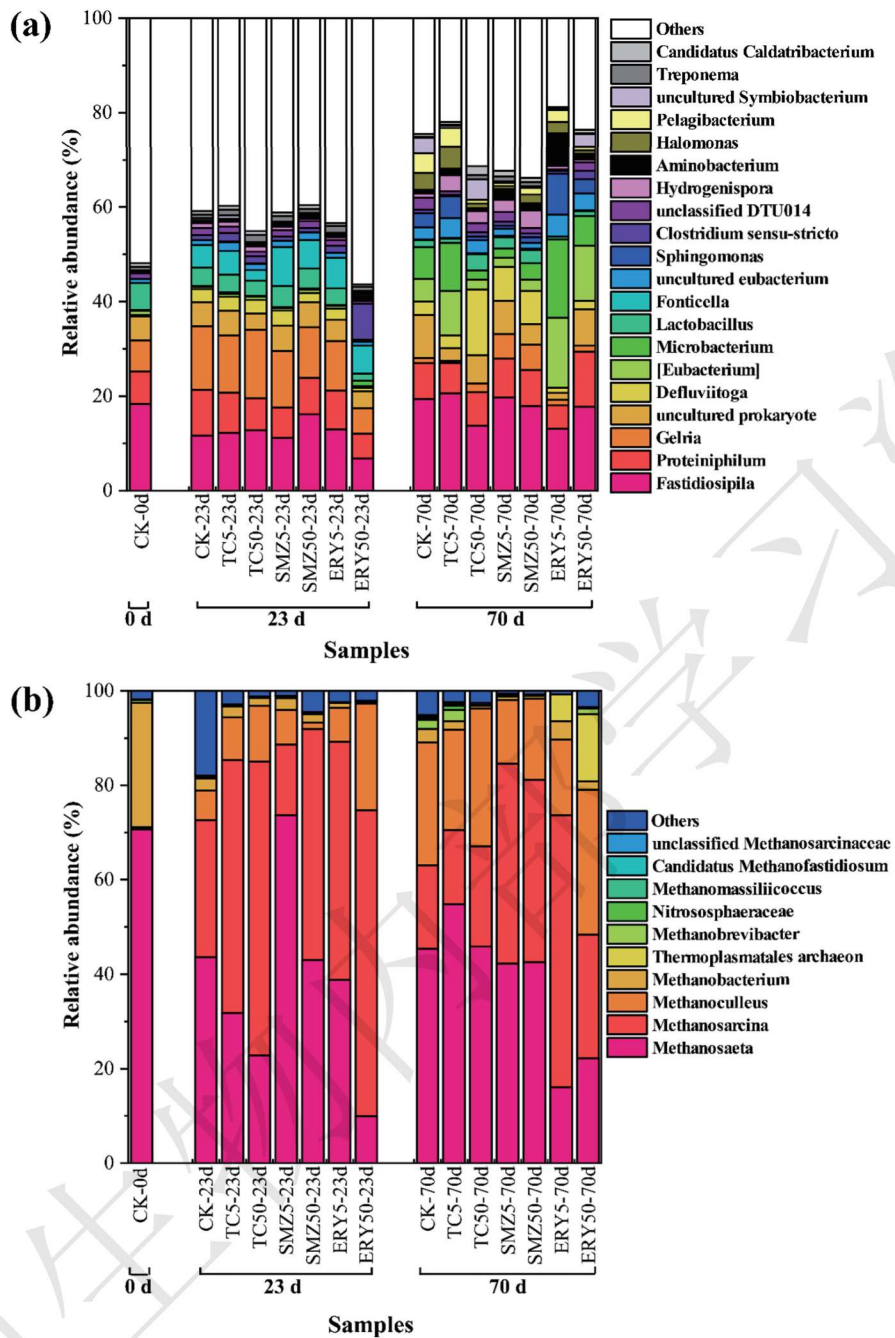 (a)
Relative abundance (%)
100
80
60
40
20
0
CK-0d
CK-23d
TC5-23d
TC50-23d
SMZ5-23d
SMZ50-23d
ERY5-23d
ERY50-23d
CK-70d
TC5-70d
TC50-70d
SMZ5-70d
SMZ50-70d
ERY5-70d
ERY50-70d
0 d
23 d
70 d
Samples
Others
Candidatus Caldatribacterium
Treponema
uncultured Symbiobacterium
Pelagibacterium
Halomonas
Aminobacterium
Hydrogenispora
unclassified DTU014
Clostridium sensu-stricto
Sphingomonas
uncultured eubacterium
Fonticella
Lactobacillus
Microbacterium
[Eubacterium]
Defluviitoga
uncultured prokaryote
Gelria
Proteiniphilum
Fastidiosipila
(b)
Relative abundance (%)
100
80
60
40
20
0
CK-0d
CK-23d
TC5-23d
TC50-23d
SMZ5-23d
SMZ50-23d
ERY5-23d
ERY50-23d
CK-70d
TC5-70d
TC50-70d
SMZ5-70d
SMZ50-70d
ERY5-70d
ERY50-70d
0 d
23 d
70 d
Samples
Others
unclassified Methanosarcinaceae
Candidatus Methanofastidiosum
Methanomassiliicoccus
Nitrososphaeraceae
Methanobrevibacter
Thermoplasmatales archaeon
Methanobacterium
Methanoculleus
Methanosarcina
Methanosaeta
生物内部学习